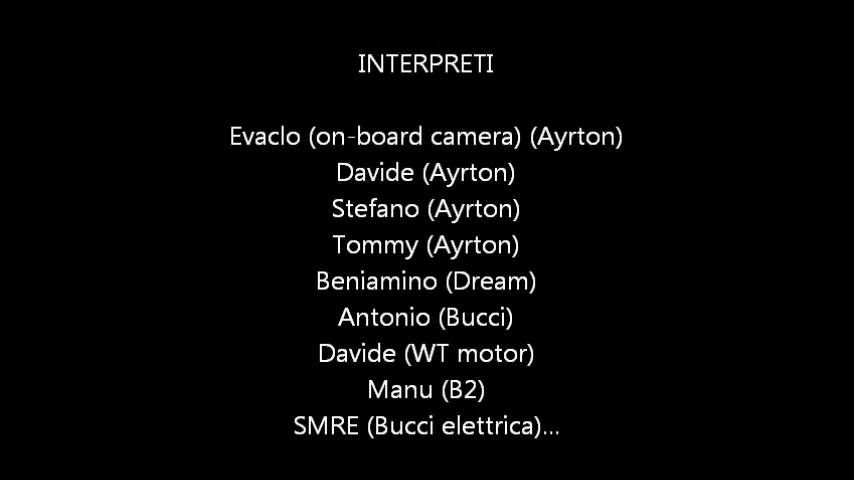 INTERPRETI
Evaclo (on-board camera) (Ayrton)
Davide (Ayrton)
Stefano (Ayrton)
Tommy (Ayrton)
Beniamino (Dream)
Antonio (Bucci)
Davide (WT motor)
Manu (B2)
SMRE (Bucci elettrica)...